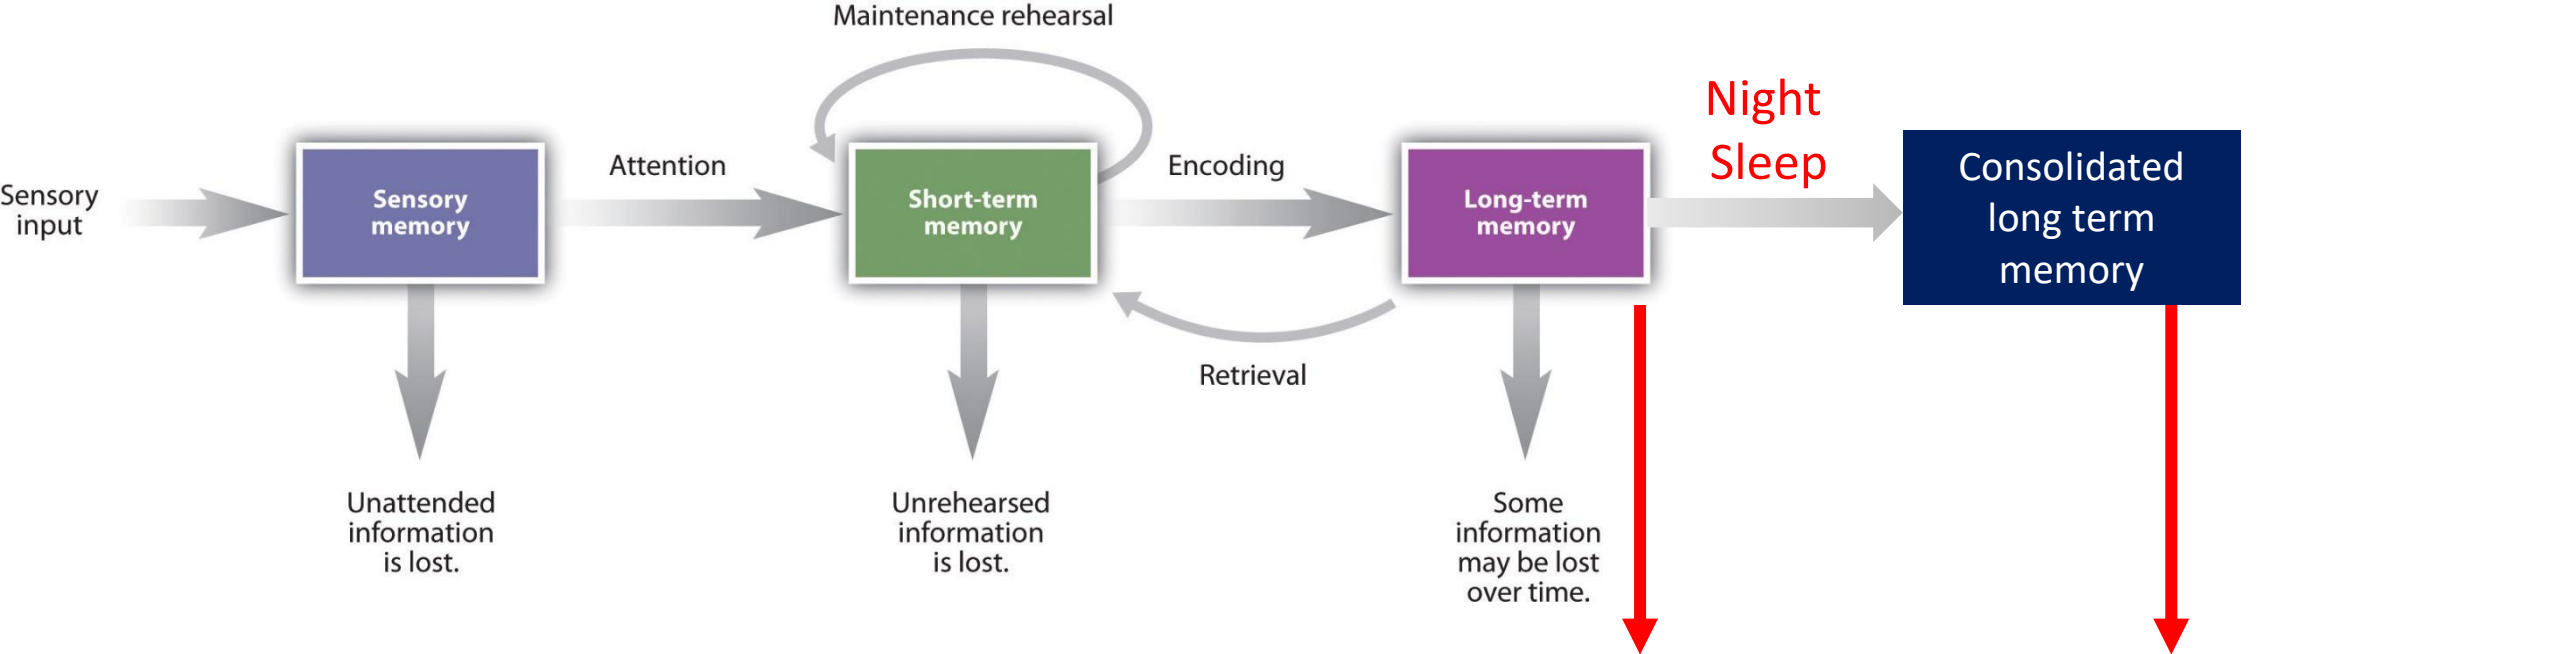 Maintenance rehearsal
Sensory
input
Sensory
memory
Attention
Short-term
memory
Encoding
Retrieval
Long-term
memory
Night
Sleep
Consolidated
long term
memory
Unattended
information
is lost.
Unrehearsed
information
is lost.
Some
information
may be lost
over time.